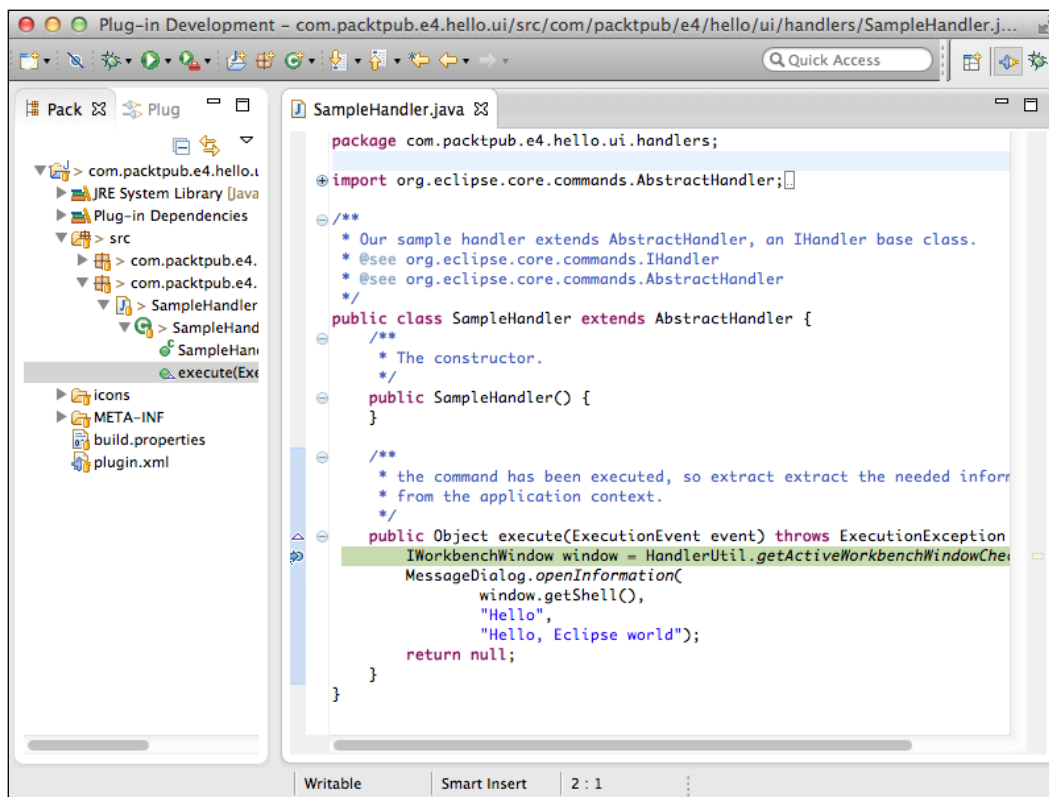 Plug-in Development – com.packtpub.e4.hello.ui/src/com/packtpub/e4/hello/ui/handlers/SampleHandler.j...
Quick Access
Pack
Plug
> com.packtpub.e4.hello.u
JRE System Library [Java
Plug-in Dependencies
> src
> com.packtpub.e4.
> com.packtpub.e4.
> SampleHandler
> SampleHand
SampleHan
execute(Exe
icons
META-INF
build.properties
plugin.xml
SampleHandler.java
package com.packtpub.e4.hello.ui.handlers;
import org.eclipse.core.commands.AbstractHandler;
/**
* Our sample handler extends AbstractHandler, an IHandler base class.
* @see org.eclipse.core.commands.IHandler
* @see org.eclipse.core.commands.AbstractHandler
*/
public class SampleHandler extends AbstractHandler {
/**
* The constructor.
*/
public SampleHandler() {
}
/**
* the command has been executed, so extract extract the needed inforr
* from the application context.
*/
public Object execute(ExecutionEvent event) throws ExecutionException
IWorkbenchWindow window = HandlerUtil.getActiveWorkbenchWindowChec
MessageDialog.openInformation(
window.getShell(),
"Hello",
"Hello, Eclipse world");
return null;
}
}
Writable
Smart Insert
2 : 1